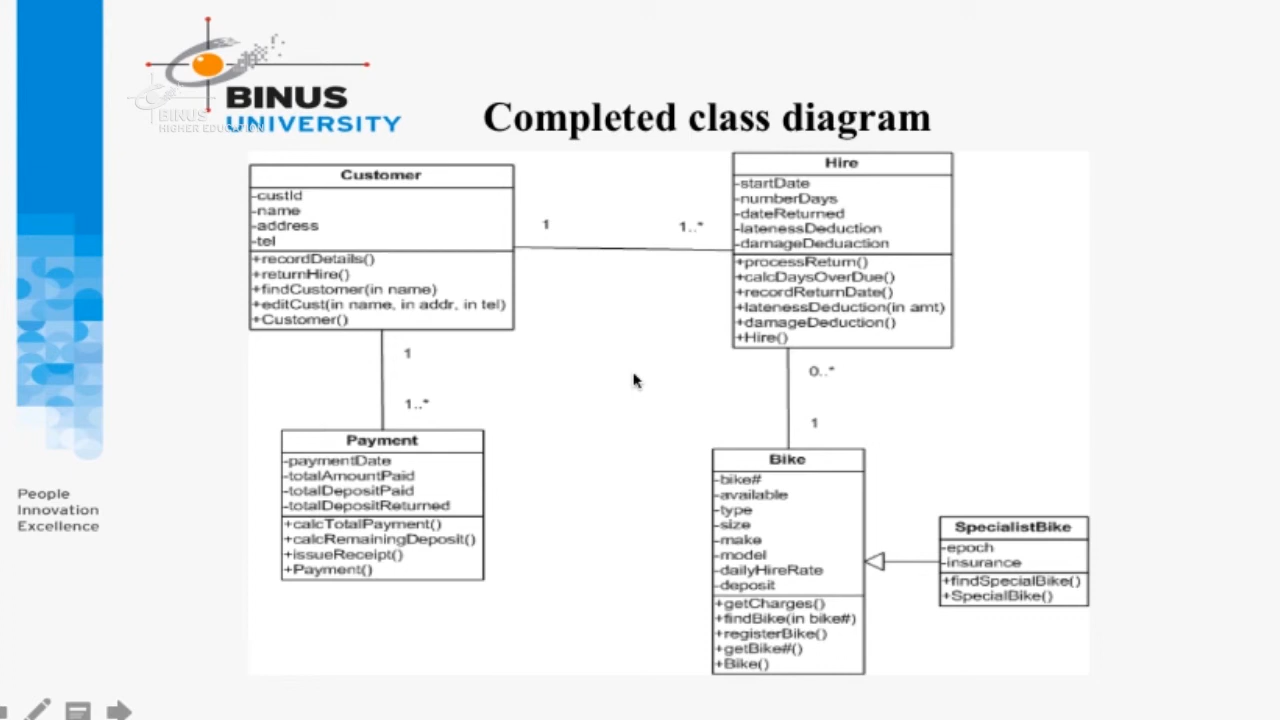 BINUS
UNIVERSITY
BINUS
HIGHER EDUCATION
Completed class diagram
Customer
-custId
-name
-address
-tel
+recordDetails()
+returnHire()
+findCustomer(in name)
+editCust(in name, in addr, in tel)
+Customer()
1
1..*
Hire
-startDate
-numberDays
-dateReturned
-latenessDeduction
-damageDeduaction
+processReturn()
+calcDaysOverDue()
+recordReturnDate()
+latenessDeduction(in amt)
+damageDeduction()
+Hire()
1
1..*
0..*
1
Payment
-paymentDate
-totalAmountPaid
-totalDepositPaid
-totalDepositReturned
+calcTotalPayment()
+calcRemainingDeposit()
+issueReceipt()
+Payment()
Bike
-bike#
-available
-type
-size
-make
-model
-dailyHireRate
-deposit
+getCharges()
+findBike(in bike#)
+registerBike()
+getBike#()
+Bike()
SpecialistBike
-epoch
-insurance
+findSpecialBike()
+SpecialBike()
People
Innovation
Excellence